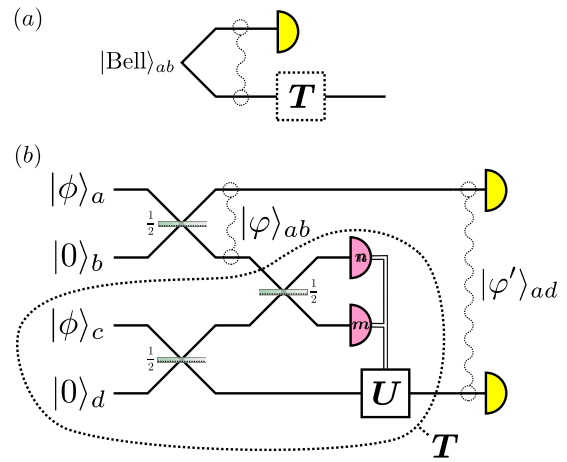 (a)
|Bell⟩ab
T
(b)
|ϕ⟩a
1/2
|0⟩b
|φ⟩ab
n
1/2
m
|φ′⟩ad
|ϕ⟩c
1/2
|0⟩d
U
T